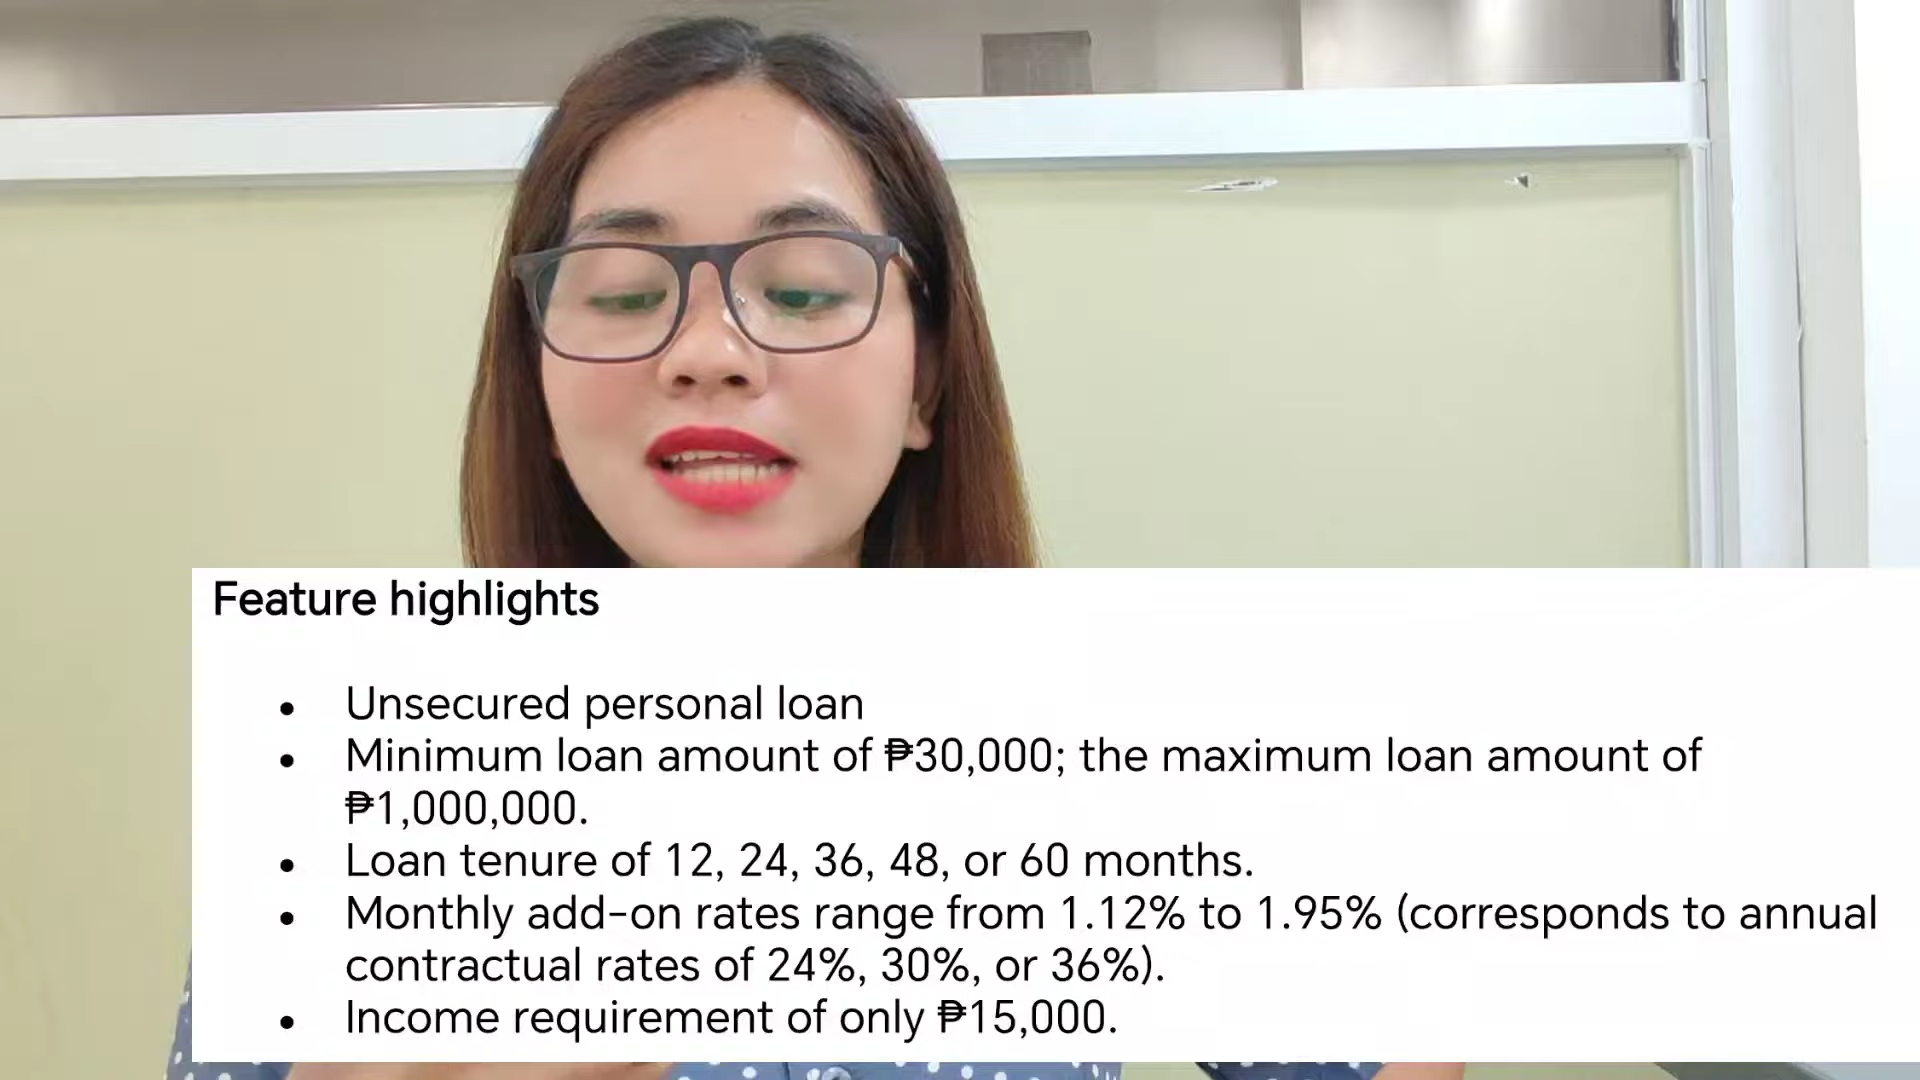 Feature highlights
• Unsecured personal loan
• Minimum loan amount of ₱30,000; the maximum loan amount of
₱1,000,000.
• Loan tenure of 12, 24, 36, 48, or 60 months.
• Monthly add-on rates range from 1.12% to 1.95% (corresponds to annual
contractual rates of 24%, 30%, or 36%).
• Income requirement of only ₱15,000.